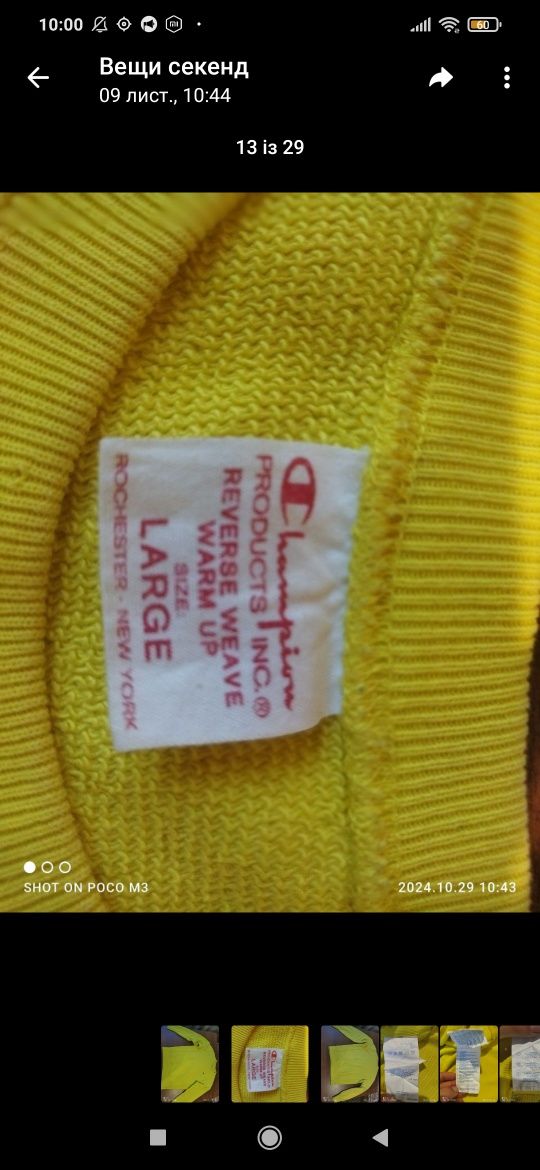 10:00
60
Вещи секенд
09 лист., 10:44
13 із 29
Champion
PRODUCTS INC.®
REVERSE WEAVE
WARM UP
SIZE:
LARGE
ROCHESTER - NEW YORK
SHOT ON POCO M3
2024.10.29 10:43